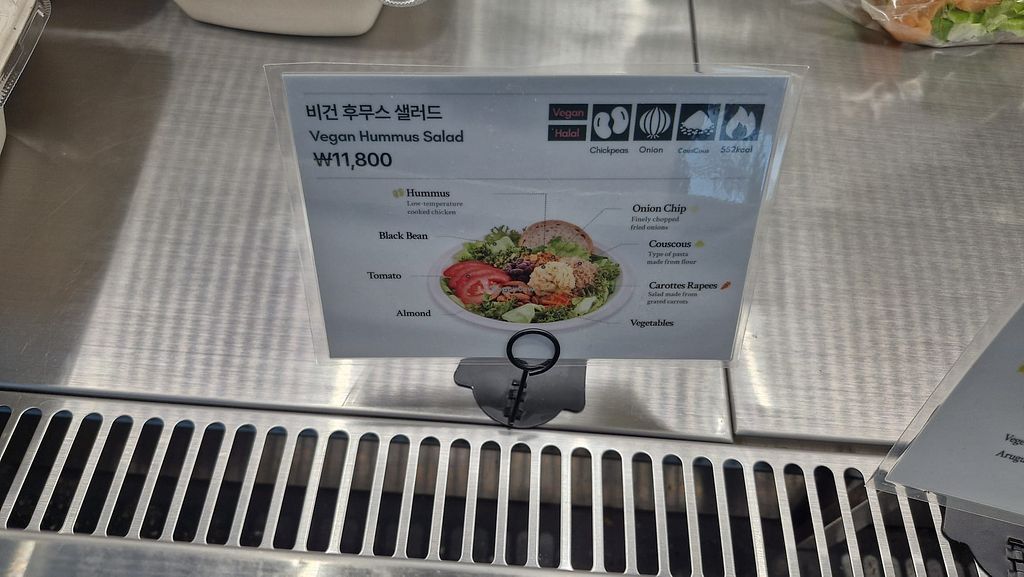 비건 후무스 샐러드
Vegan Hummus Salad
₩11,800
Vegan
Halal
Chickpeas
Onion
CousCous
552kcal
Hummus
Low-temperature
cooked chicken
Black Bean
Tomato
Almond
Onion Chip
Finely chopped
fried onions
Couscous
Type of pasta
made from flour
Carottes Rapees
Salad made from
grated carrots
Vegetables